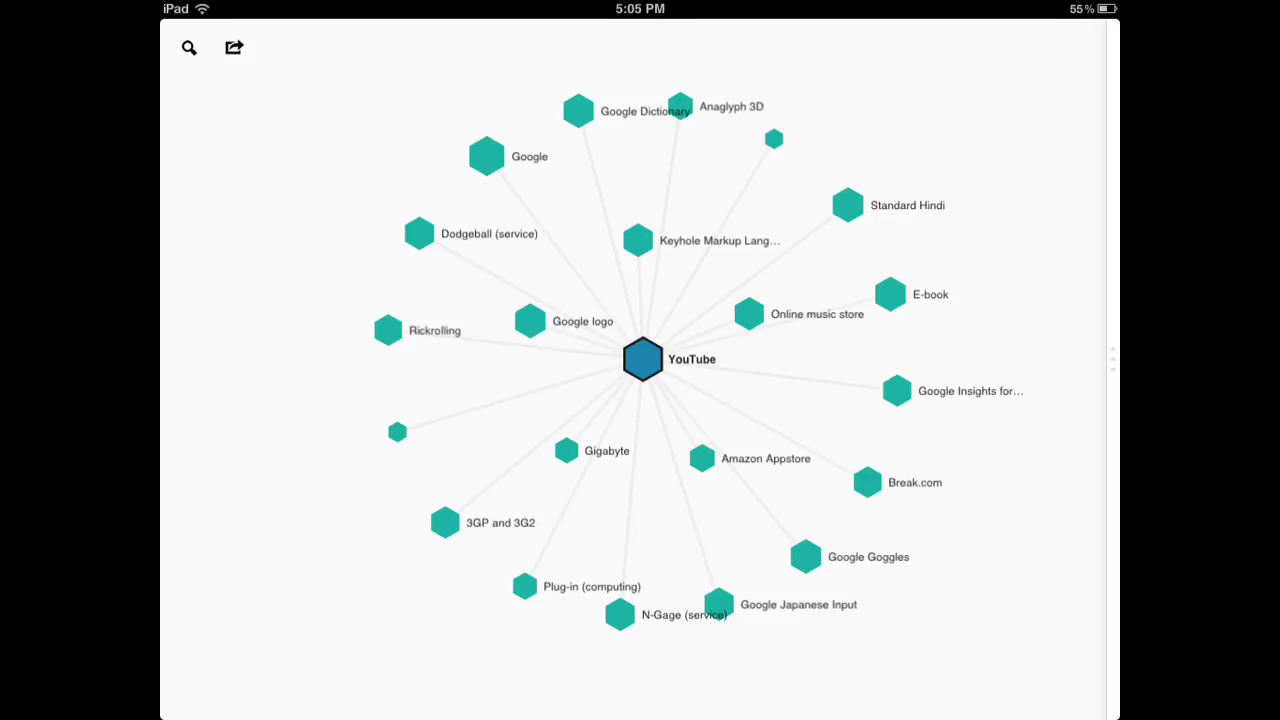 iPad
5:05 PM
55%
Google Dictionary
Anaglyph 3D
Google
Standard Hindi
Dodgeball (service)
Keyhole Markup Lang…
E-book
Online music store
Google logo
Rickrolling
YouTube
Google Insights for…
Gigabyte
Amazon Appstore
Break.com
3GP and 3G2
Google Goggles
Plug-in (computing)
Google Japanese Input
N-Gage (service)